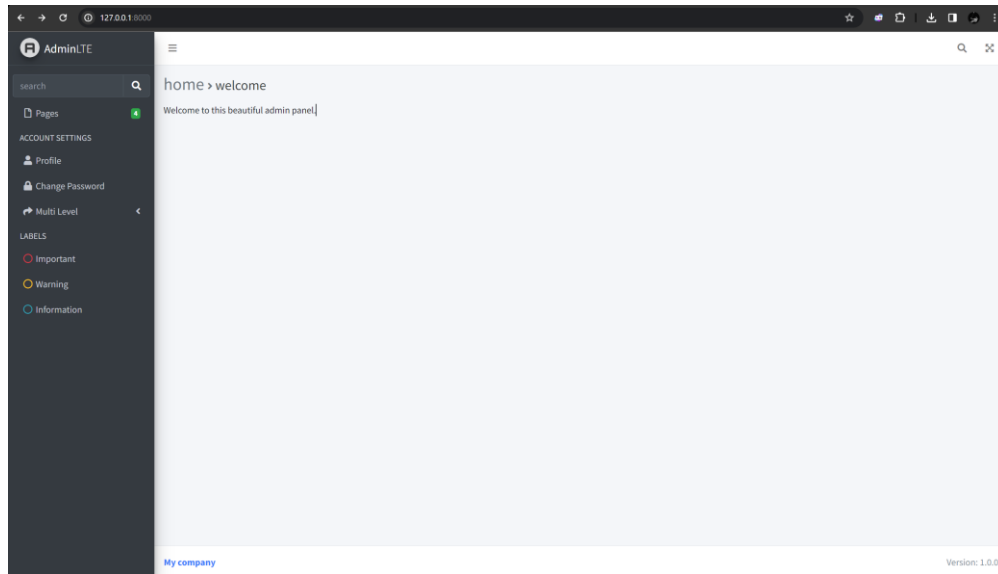 127.0.0.1:8000
AdminLTE
search
Pages 4
ACCOUNT SETTINGS
Profile
Change Password
Multi Level
LABELS
Important
Warning
Information
home › welcome
Welcome to this beautiful admin panel.
My company
Version: 1.0.0